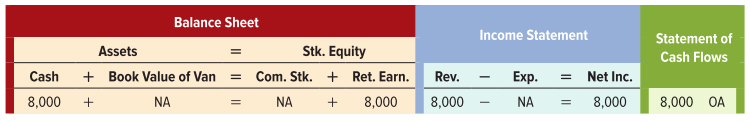 Balance Sheet
Income Statement
Statement of
Cash Flows
Assets = Stk. Equity
Cash + Book Value of Van = Com. Stk. + Ret. Earn. Rev. − Exp. = Net Inc.
8,000 + NA = NA + 8,000 8,000 − NA = 8,000 8,000 OA